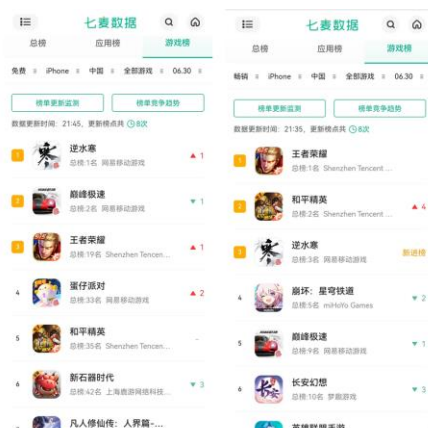 七麦数据
总榜 应用榜 游戏榜
免费 iPhone 中国 全部游戏 06.30
榜单更新监测 榜单竞争趋势
数据更新时间: 21:45, 更新榜点共 8次
1 逆水寒 1
总榜:1名 网易移动游戏
2 巅峰极速 1
总榜:2名 网易移动游戏
3 王者荣耀 1
总榜:19名 Shenzhen Tencen...
4 蛋仔派对 2
总榜:33名 网易移动游戏
5 和平精英 -
总榜:35名 Shenzhen Tencen...
6 新石器时代 3
总榜:42名 上海鹿游网络科技...
凡人修仙传: 人界篇-...
七麦数据
总榜 应用榜 游戏榜
畅销 iPhone 中国 全部游戏 06.30
榜单更新监测 榜单竞争趋势
数据更新时间: 21:35, 更新榜点共 8次
1 王者荣耀
总榜:1名 Shenzhen Tencent ...
2 和平精英 4
总榜:2名 Shenzhen Tencent ...
3 逆水寒 新进榜
总榜:3名 网易移动游戏
4 崩坏: 星穹铁道 2
总榜:5名 miHoYo Games
5 巅峰极速 1
总榜:9名 网易移动游戏
6 长安幻想 3
总榜:10名 梦趣游戏
英雄联盟手游